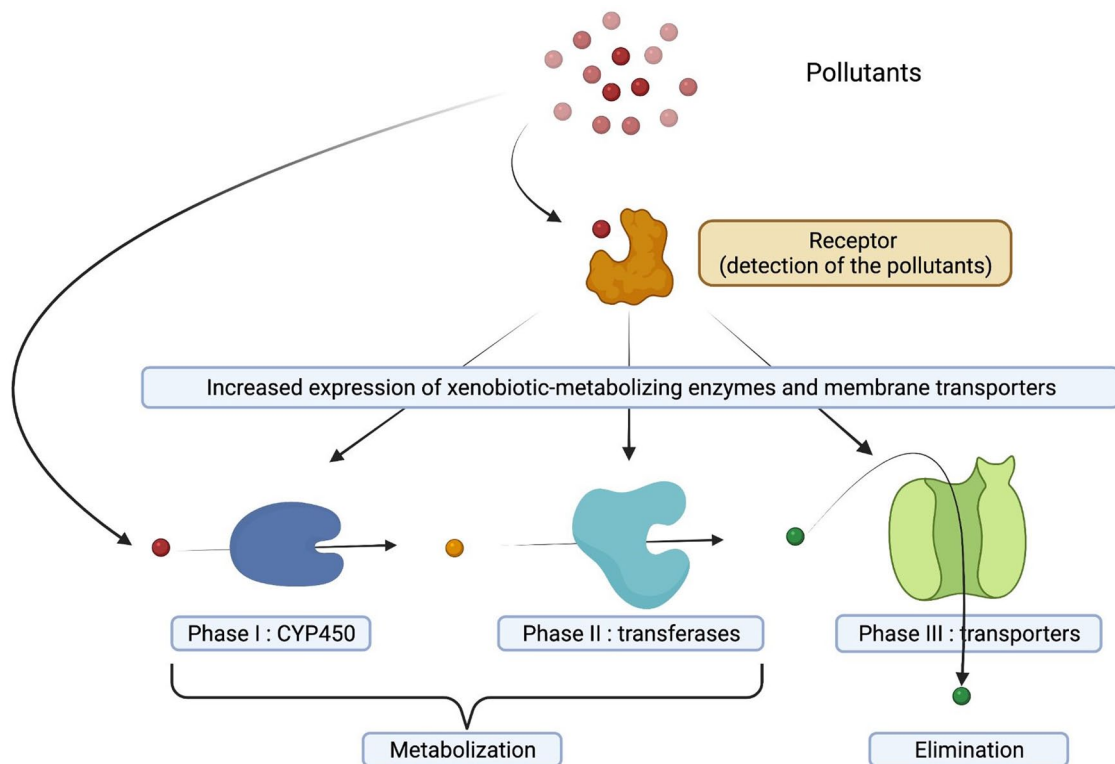 Pollutants
Receptor
(detection of the pollutants)
Increased expression of xenobiotic-metabolizing enzymes and membrane transporters
Phase I : CYP450
Phase II : transferases
Phase III : transporters
Metabolization
Elimination